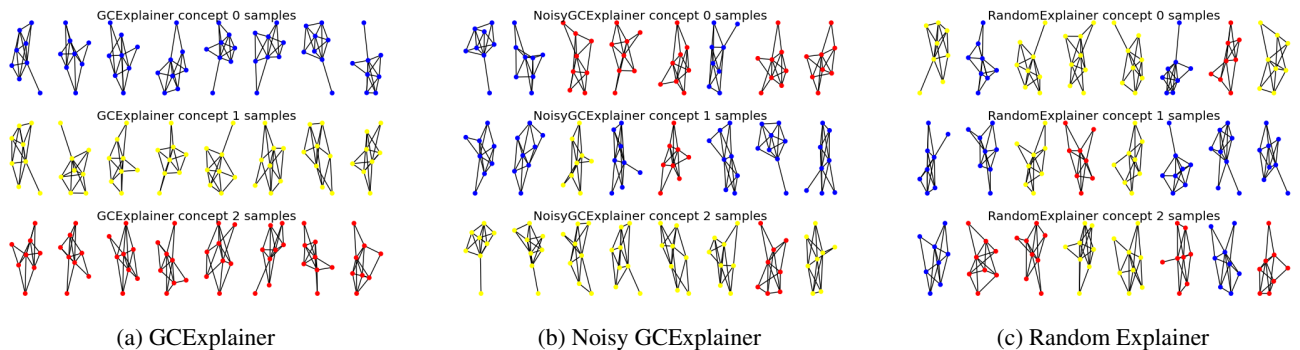 GCExplainer concept 0 samples
GCExplainer concept 1 samples
GCExplainer concept 2 samples
(a) GCExplainer
NoisyGCExplainer concept 0 samples
NoisyGCExplainer concept 1 samples
NoisyGCExplainer concept 2 samples
(b) Noisy GCExplainer
RandomExplainer concept 0 samples
RandomExplainer concept 1 samples
RandomExplainer concept 2 samples
(c) Random Explainer